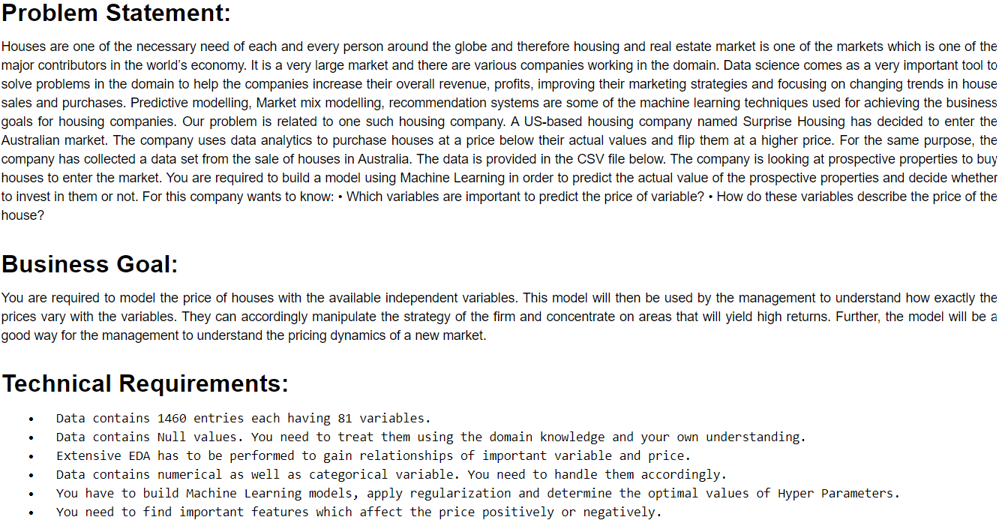 Problem Statement:
Houses are one of the necessary need of each and every person around the globe and therefore housing and real estate market is one of the markets which is one of the
major contributors in the world’s economy. It is a very large market and there are various companies working in the domain. Data science comes as a very important tool to
solve problems in the domain to help the companies increase their overall revenue, profits, improving their marketing strategies and focusing on changing trends in house
sales and purchases. Predictive modelling, Market mix modelling, recommendation systems are some of the machine learning techniques used for achieving the business
goals for housing companies. Our problem is related to one such housing company. A US-based housing company named Surprise Housing has decided to enter the
Australian market. The company uses data analytics to purchase houses at a price below their actual values and flip them at a higher price. For the same purpose, the
company has collected a data set from the sale of houses in Australia. The data is provided in the CSV file below. The company is looking at prospective properties to buy
houses to enter the market. You are required to build a model using Machine Learning in order to predict the actual value of the prospective properties and decide whether
to invest in them or not. For this company wants to know: • Which variables are important to predict the price of variable? • How do these variables describe the price of the
house?
Business Goal:
You are required to model the price of houses with the available independent variables. This model will then be used by the management to understand how exactly the
prices vary with the variables. They can accordingly manipulate the strategy of the firm and concentrate on areas that will yield high returns. Further, the model will be a
good way for the management to understand the pricing dynamics of a new market.
Technical Requirements:
• Data contains 1460 entries each having 81 variables.
• Data contains Null values. You need to treat them using the domain knowledge and your own understanding.
• Extensive EDA has to be performed to gain relationships of important variable and price.
• Data contains numerical as well as categorical variable. You need to handle them accordingly.
• You have to build Machine Learning models, apply regularization and determine the optimal values of Hyper Parameters.
• You need to find important features which affect the price positively or negatively.